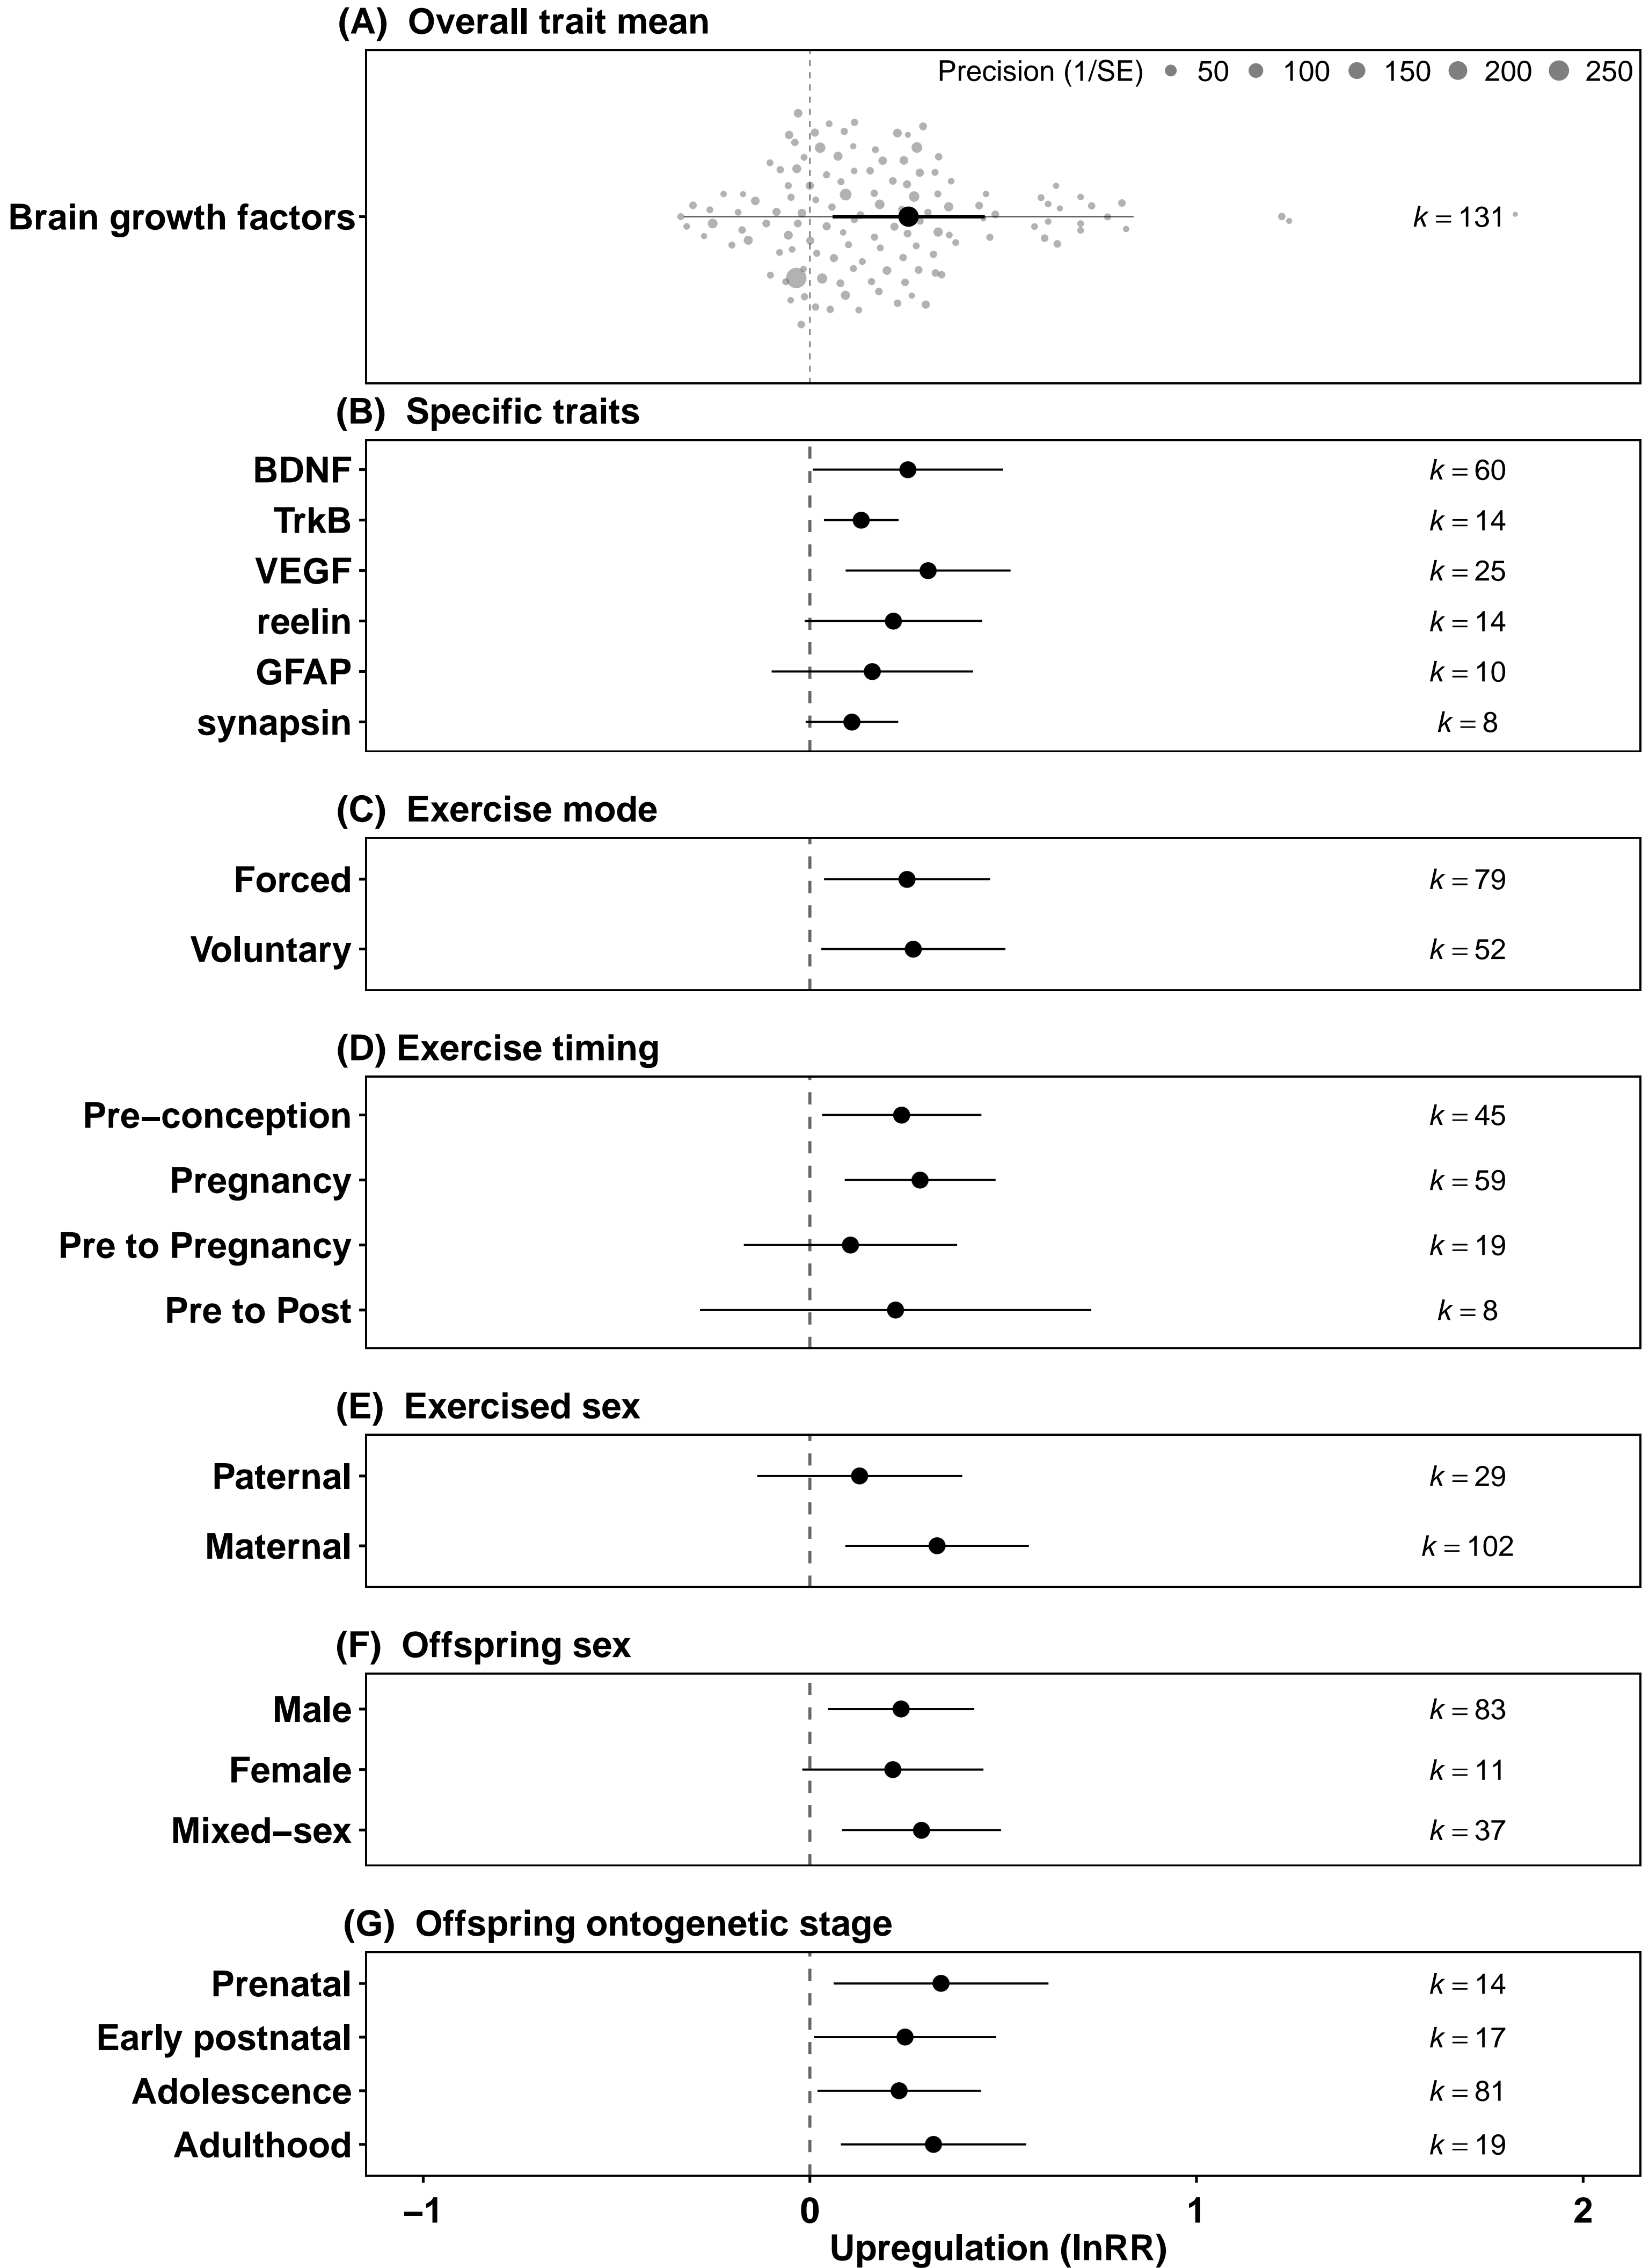 (A) Overall trait mean
Precision (1/SE) 50 100 150 200 250
Brain growth factors k = 131
(B) Specific traits
BDNF k = 60
TrkB k = 14
VEGF k = 25
reelin k = 14
GFAP k = 10
synapsin k = 8
(C) Exercise mode
Forced k = 79
Voluntary k = 52
(D) Exercise timing
Pre–conception k = 45
Pregnancy k = 59
Pre to Pregnancy k = 19
Pre to Post k = 8
(E) Exercised sex
Paternal k = 29
Maternal k = 102
(F) Offspring sex
Male k = 83
Female k = 11
Mixed–sex k = 37
(G) Offspring ontogenetic stage
Prenatal k = 14
Early postnatal k = 17
Adolescence k = 81
Adulthood k = 19
–1 0 1 2
Upregulation (lnRR)